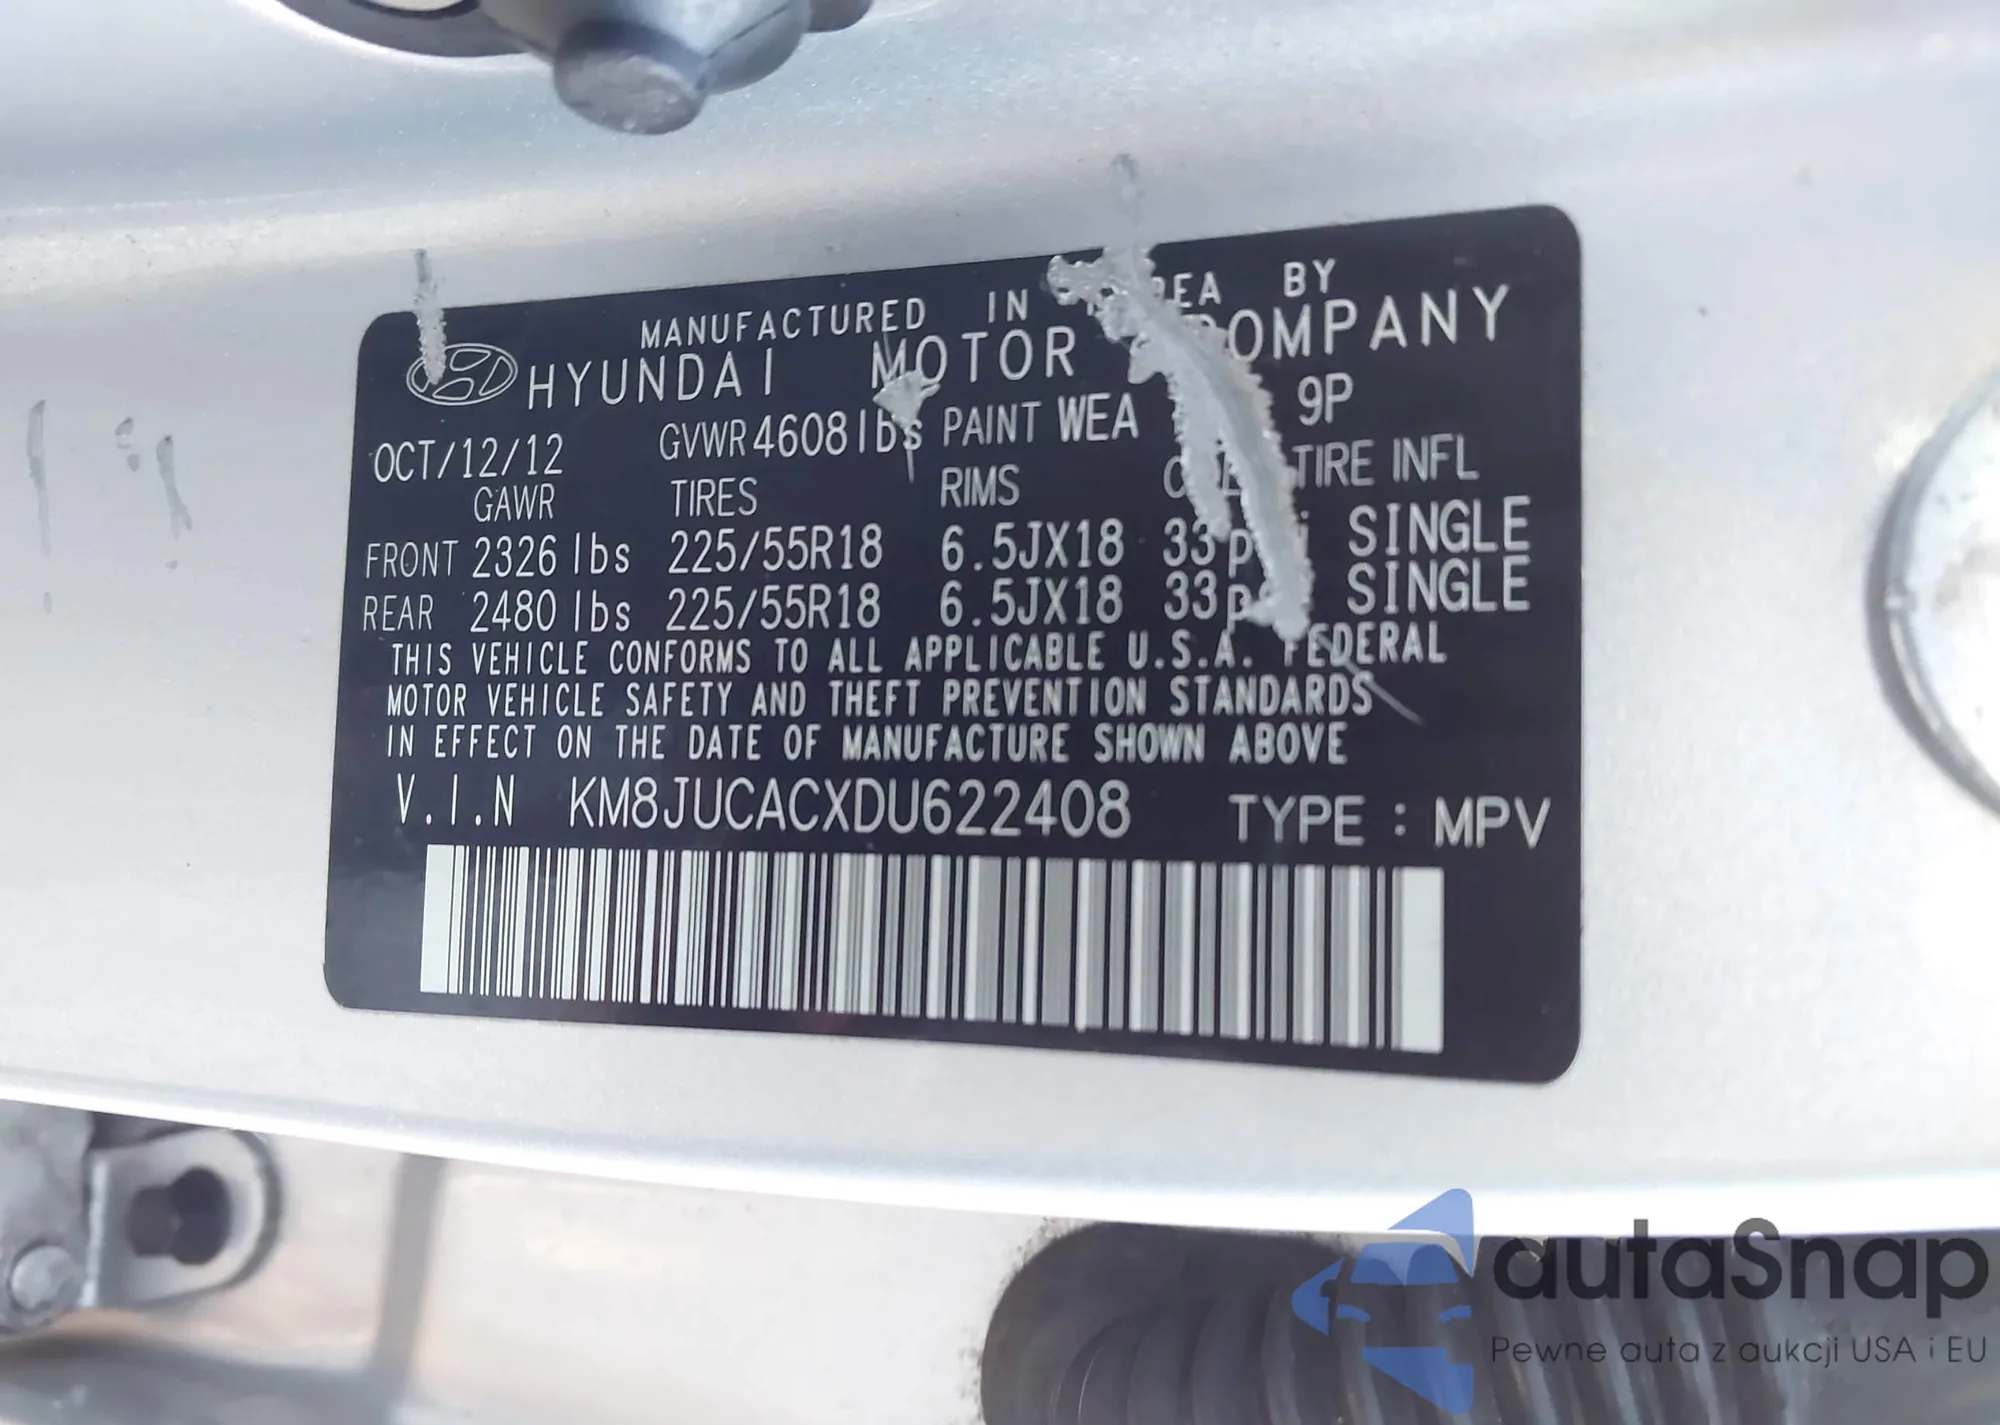 MANUFACTURED IN BY
HYUNDAI MOTOR COMPANY
OCT/12/12 GVWR 4608 lbs PAINT WEA 9P
GAWR TIRES RIMS TIRE INFL
FRONT 2326 lbs 225/55R18 6.5JX18 33 SINGLE
REAR 2480 lbs 225/55R18 6.5JX18 33 SINGLE
THIS VEHICLE CONFORMS TO ALL APPLICABLE U.S.A. FEDERAL
MOTOR VEHICLE SAFETY AND THEFT PREVENTION STANDARDS
IN EFFECT ON THE DATE OF MANUFACTURE SHOWN ABOVE
V.I.N KM8JUCACXDU622408 TYPE : MPV
autaSnap
Pewne auta z aukcji USA i EU